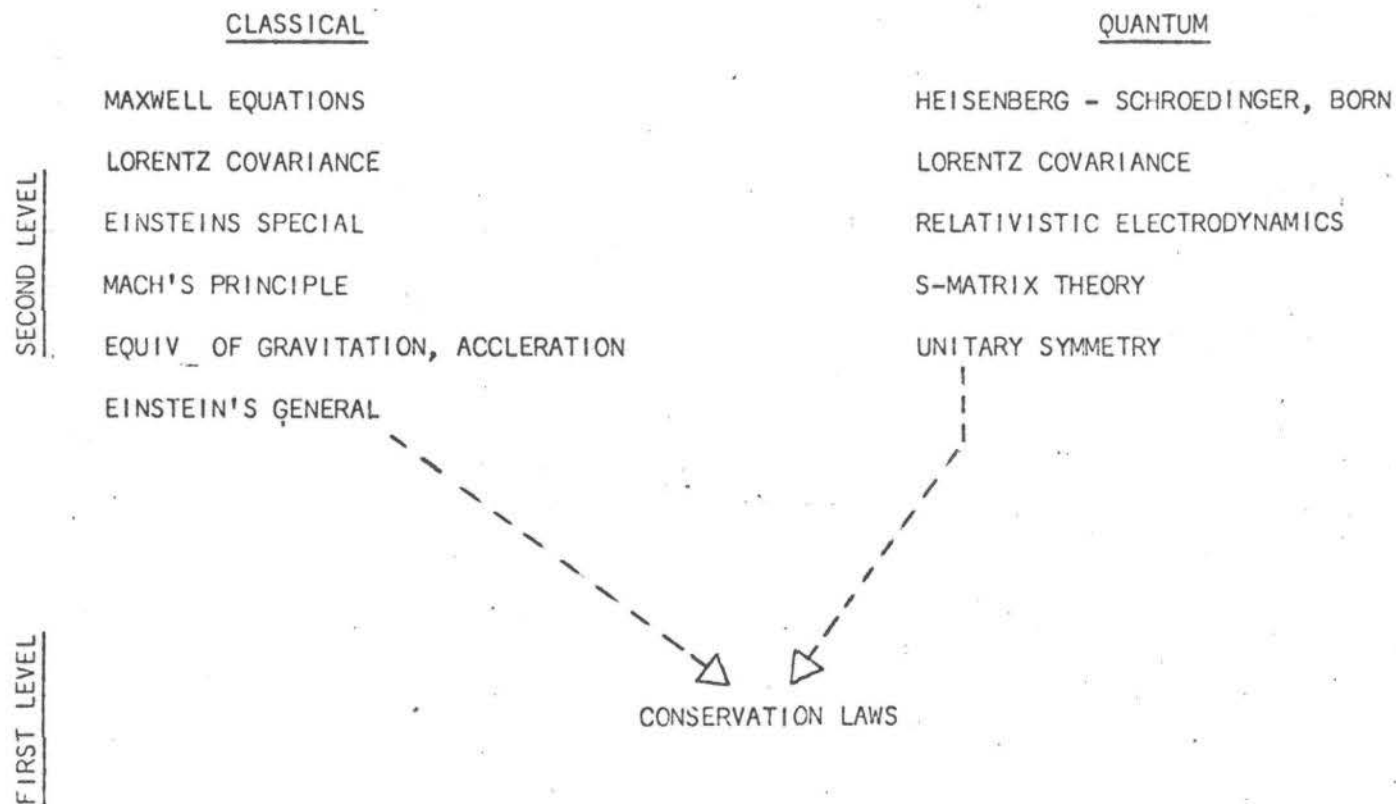 CLASSICAL
QUANTUM
MAXWELL EQUATIONS
HEISENBERG - SCHROEDINGER, BORN
LORENTZ COVARIANCE
LORENTZ COVARIANCE
EINSTEINS SPECIAL
RELATIVISTIC ELECTRODYNAMICS
MACH'S PRINCIPLE
S-MATRIX THEORY
EQUIV OF GRAVITATION, ACCLERATION
UNITARY SYMMETRY
EINSTEIN'S GENERAL
SECOND LEVEL
CONSERVATION LAWS
FIRST LEVEL